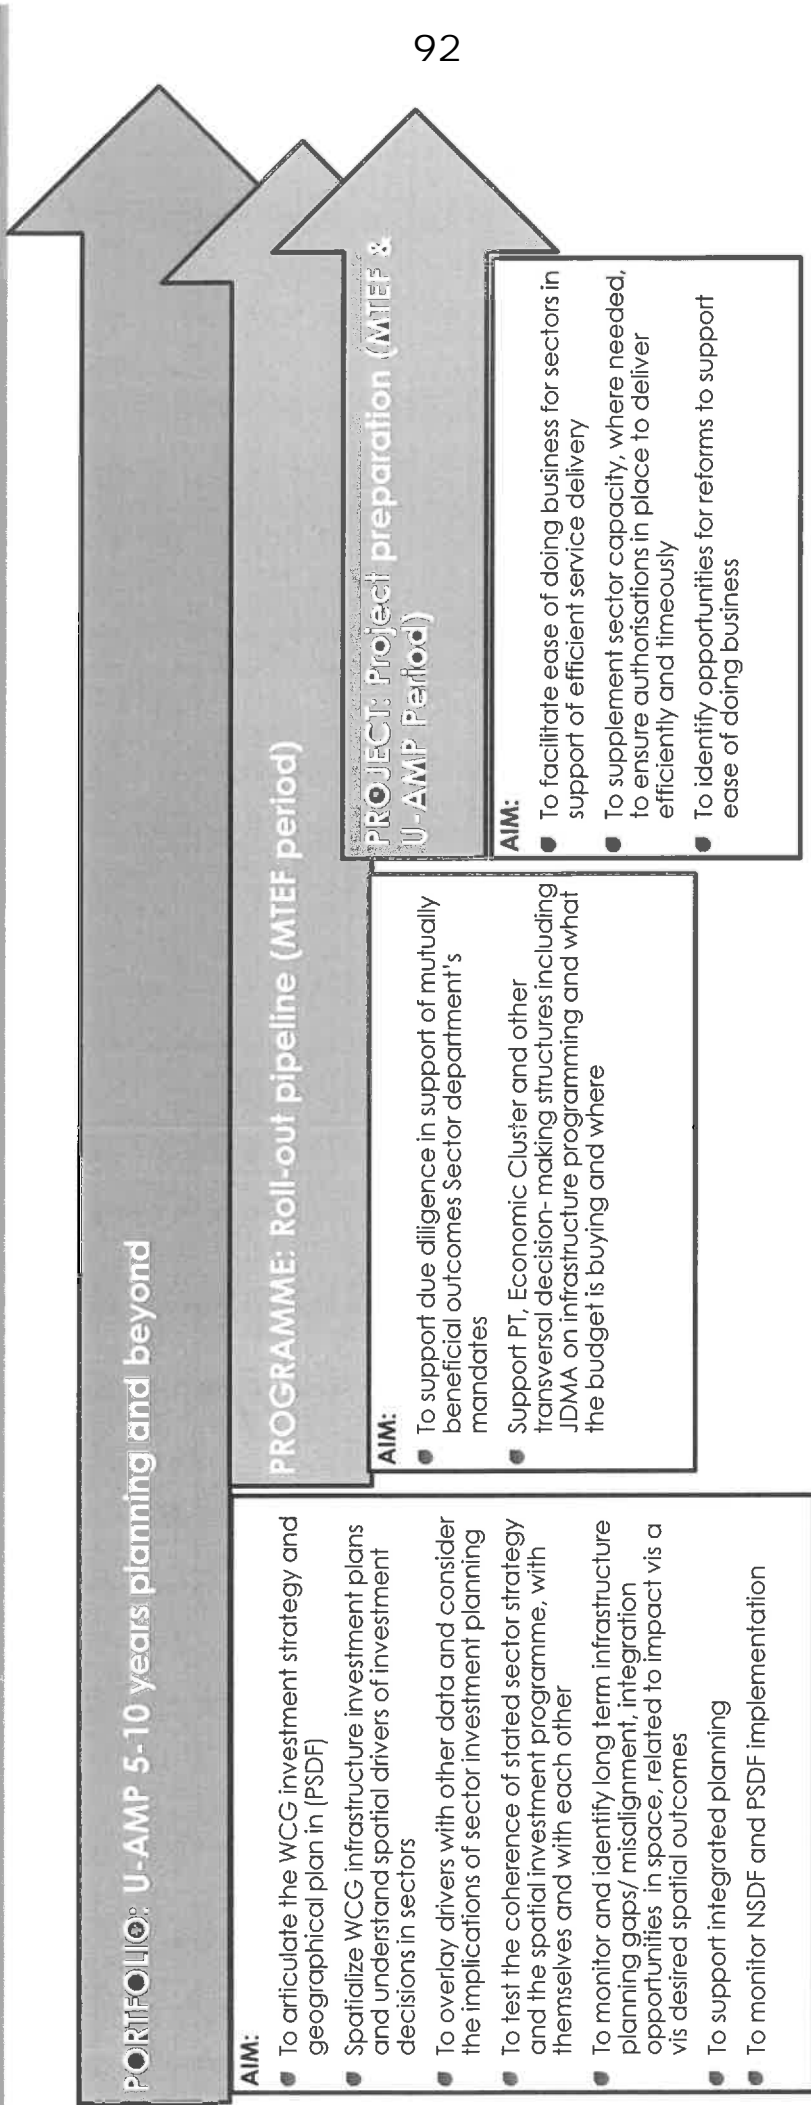 92
PORTFOLIO: U-AMP 5-10 years planning and beyond
AIM:
To articulate the WCG investment strategy and
geographical plan in (PSDF)
Spatialize WCG infrastructure investment plans
and understand spatial drivers of investment
decisions in sectors
To overlay drivers with other data and consider
the implications of sector investment planning
To test the coherence of stated sector strategy
and the spatial investment programme, with
themselves and with each other
To monitor and identify long term infrastructure
planning gaps/ misalignment, integration
opportunities in space, related to impact vis a
vis desired spatial outcomes
To support integrated planning
To monitor NSDF and PSDF implementation
PROGRAMME: Roll-out pipeline (MTEF period)
AIM:
To support due diligence in support of mutually
beneficial outcomes Sector department's
mandates
Support PT, Economic Cluster and other
transversal decision- making structures including
JDMA on infrastructure programming and what
the budget is buying and where
PROJECT: Project preparation (MTEF &
U-AMP Period)
AIM:
To facilitate ease of doing business for sectors in
support of efficient service delivery
To supplement sector capacity, where needed,
to ensure authorisations in place to deliver
efficiently and timeously
To identify opportunities for reforms to support
ease of doing business